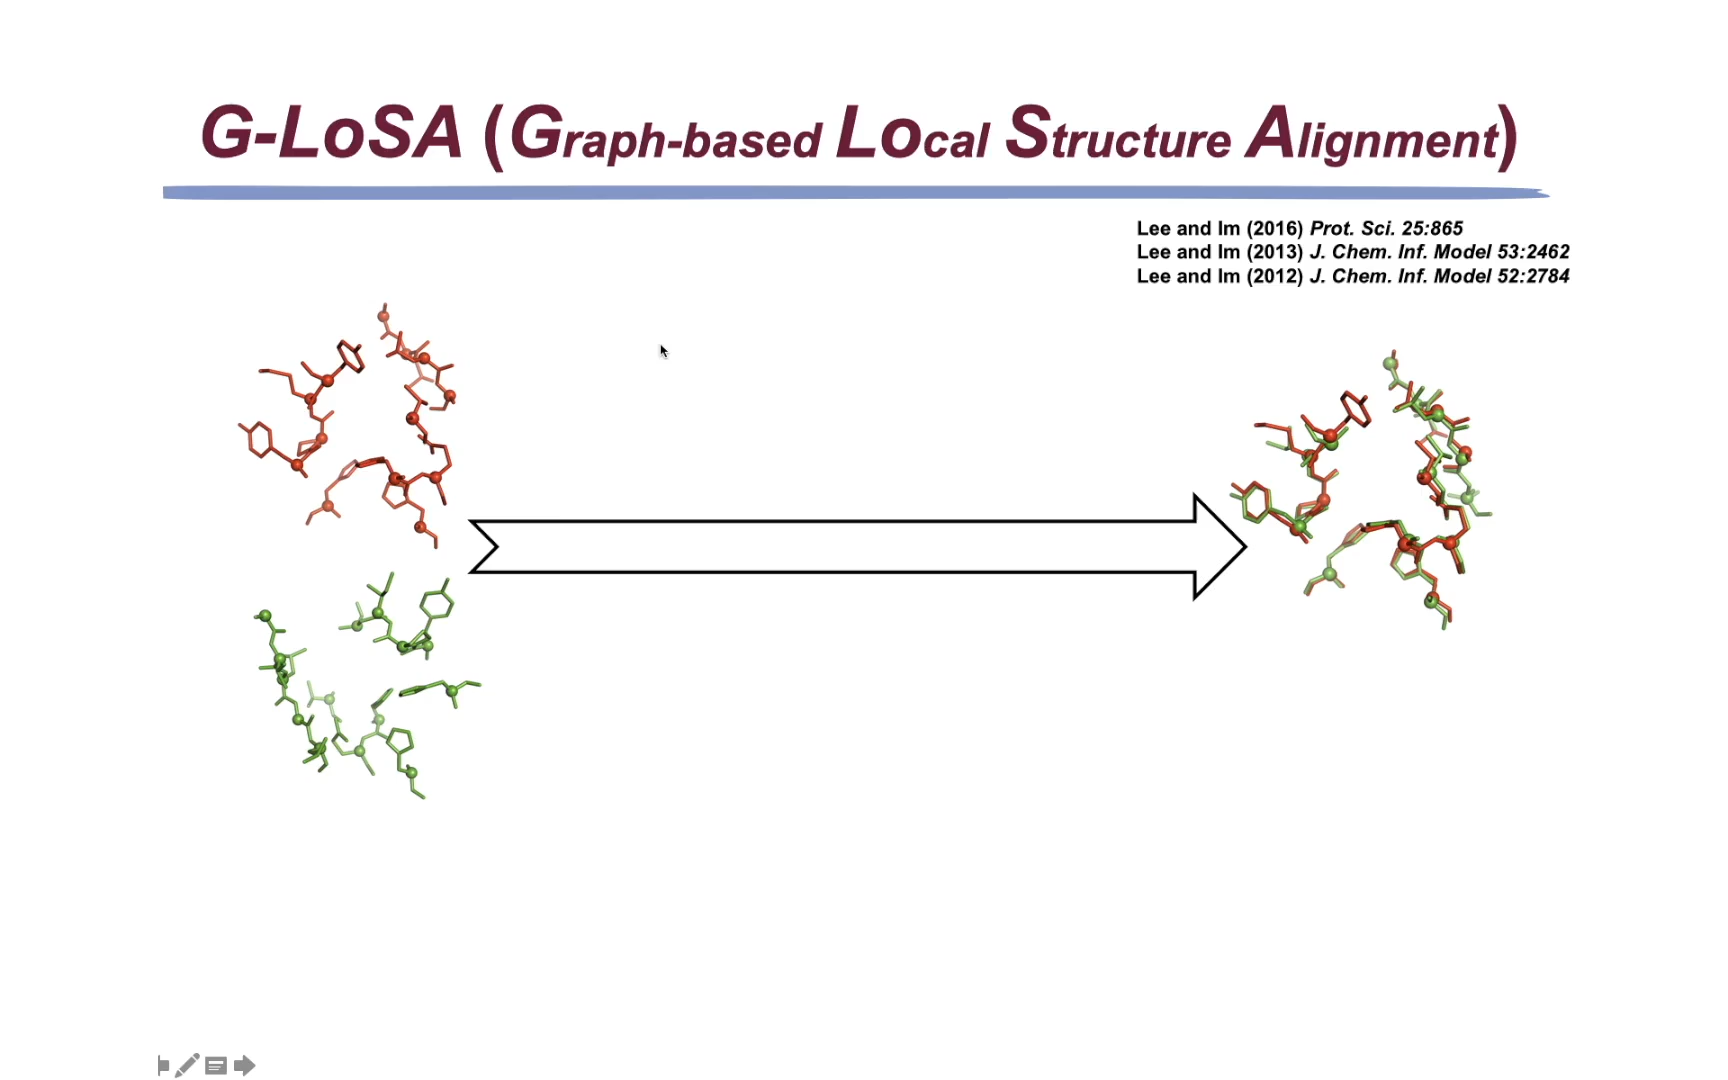 G-LoSA (Graph-based Local Structure Alignment)
Lee and Im (2016) Prot. Sci. 25:865
Lee and Im (2013) J. Chem. Inf. Model 53:2462
Lee and Im (2012) J. Chem. Inf. Model 52:2784